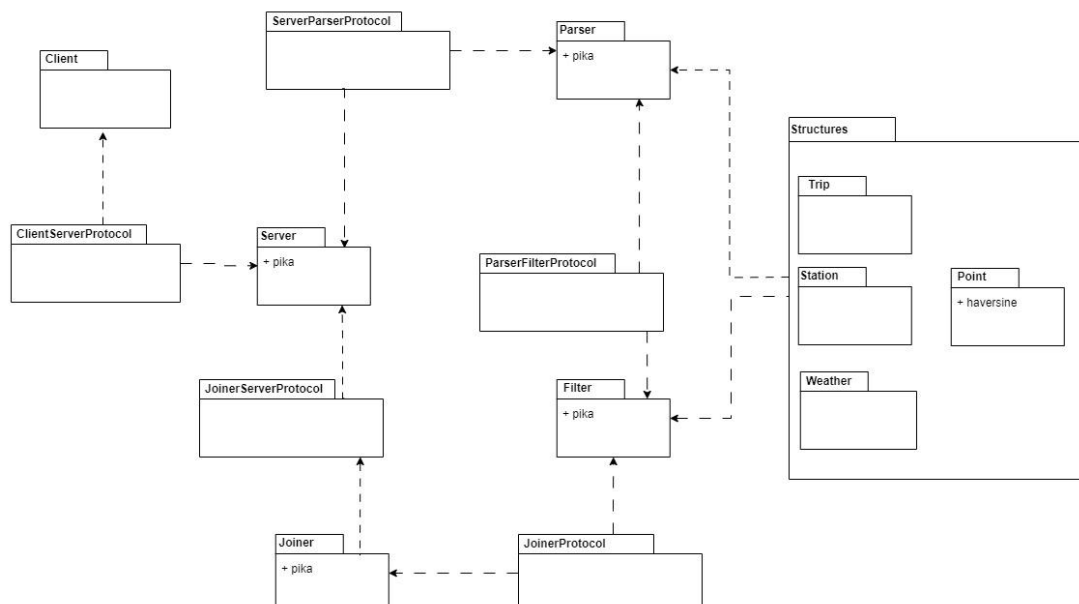 ServerParserProtocol
Parser
+ pika
Client
Structures
Trip
ClientServerProtocol
Server
+ pika
ParserFilterProtocol
Station
Point
+ haversine
JoinerServerProtocol
Filter
+ pika
Weather
Joiner
+ pika
JoinerProtocol